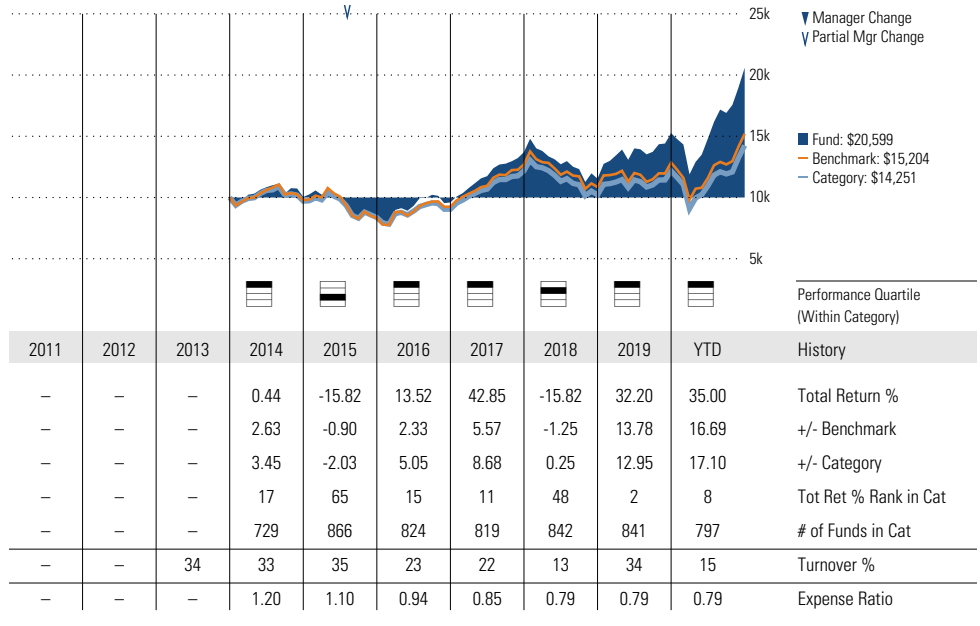 25k
Manager Change
Partial Mgr Change
20k
15k
Fund: $20,599
Benchmark: $15,204
Category: $14,251
10k
5k
Performance Quartile
(Within Category)
2011 2012 2013 2014 2015 2016 2017 2018 2019 YTD History
– – – 0.44 -15.82 13.52 42.85 -15.82 32.20 35.00 Total Return %
– – – 2.63 -0.90 2.33 5.57 -1.25 13.78 16.69 +/- Benchmark
– – – 3.45 -2.03 5.05 8.68 0.25 12.95 17.10 +/- Category
– – – 17 65 15 11 48 2 8 Tot Ret % Rank in Cat
– – – 729 866 824 819 842 841 797 # of Funds in Cat
– – 34 33 35 23 22 13 34 15 Turnover %
– – – 1.20 1.10 0.94 0.85 0.79 0.79 0.79 Expense Ratio